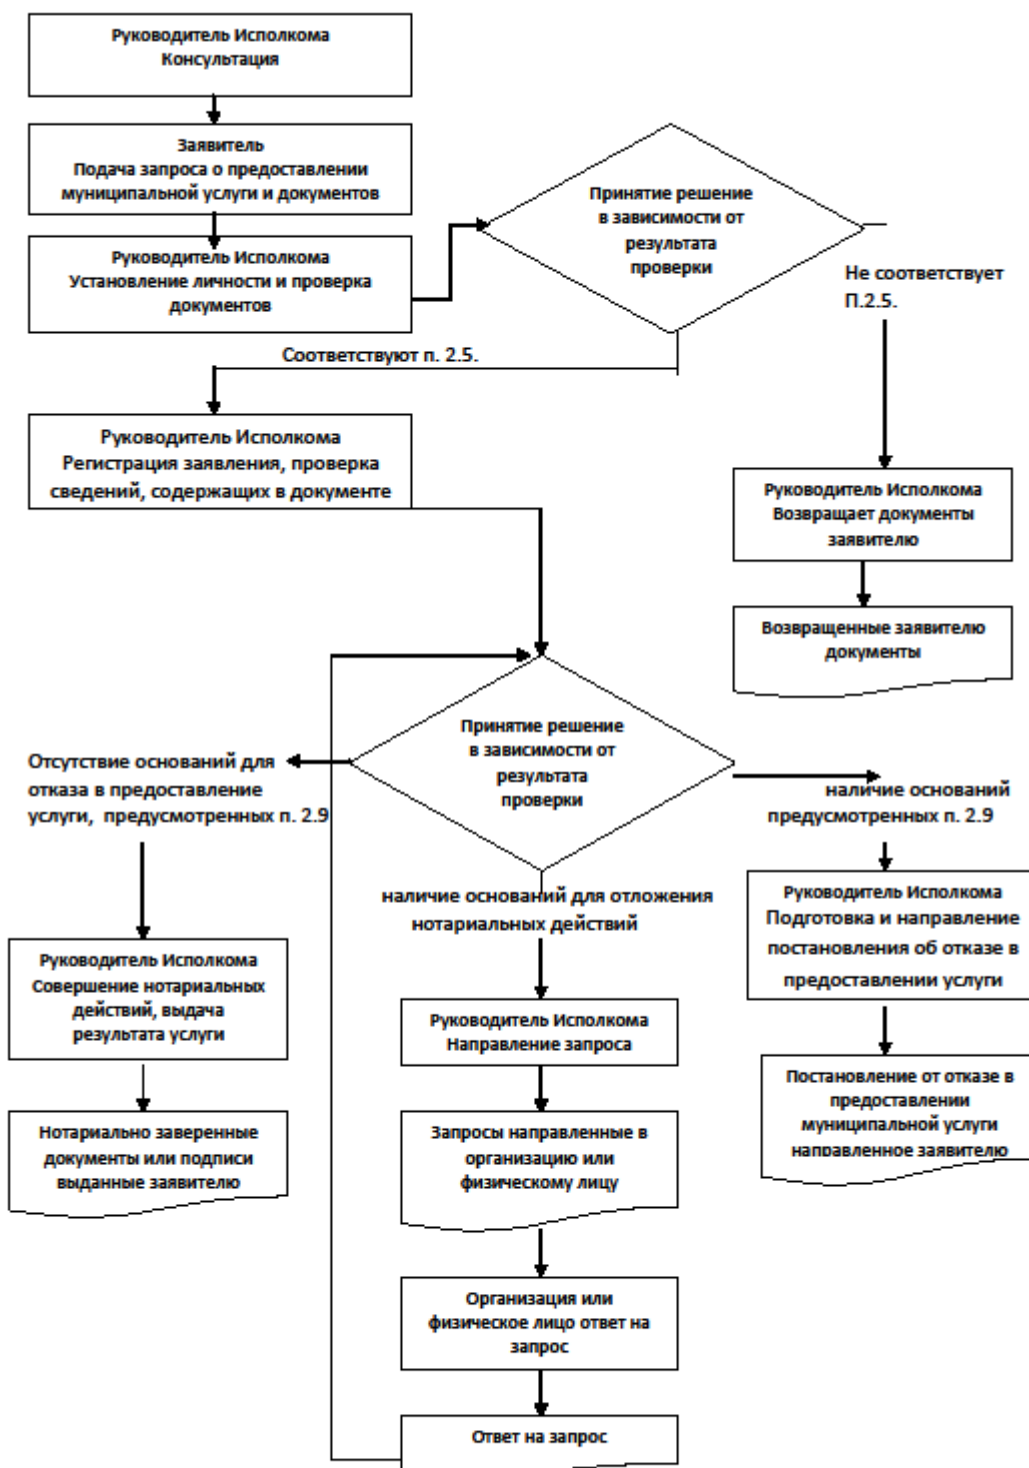 Руководитель Исполкома
Консультация
Заявитель
Подача запроса о предоставлении
муниципальной услуги и документов
Руководитель Исполкома
Установление личности и проверка
документов
Принятие решение
в зависимости от
результата
проверки
Не соответствует
П.2.5.
Соответствуют п. 2.5.
Руководитель Исполкома
Регистрация заявления, проверка
сведений, содержащих в документе
Руководитель Исполкома
Возвращает документы
заявителю
Возвращенные заявителю
документы
Принятие решение
в зависимости от
результата
проверки
Отсутствие оснований для
отказа в предоставление
услуги, предусмотренных п. 2.9
наличие оснований
предусмотренных п. 2.9
наличие оснований для отложения
нотариальных действий
Руководитель Исполкома
Подготовка и направление
постановления об отказе в
предоставлении услуги
Руководитель Исполкома
Совершение нотариальных
действий, выдача
результата услуги
Руководитель Исполкома
Направление запроса
Постановление от отказе в
предоставлении
муниципальной услуги
направленное заявителю
Нотариально заверенные
документы или подписи
выданные заявителю
Запросы направленные в
организацию или
физическому лицу
Организация или
физическое лицо ответ на
запрос
Ответ на запрос